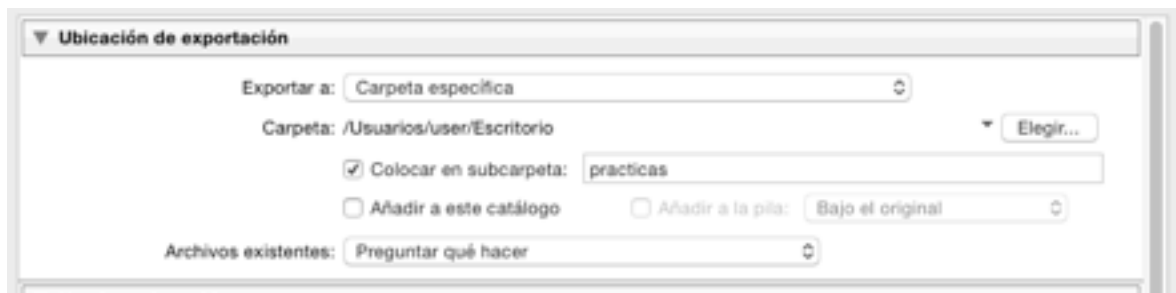 Ubicación de exportación
Exportar a: Carpeta específica
Carpeta: /Usuarios/user/Escritorio Elegir...
Colocar en subcarpeta: practicas
Añadir a este catálogo Añadir a la pila: Bajo el original
Archivos existentes: Preguntar qué hacer